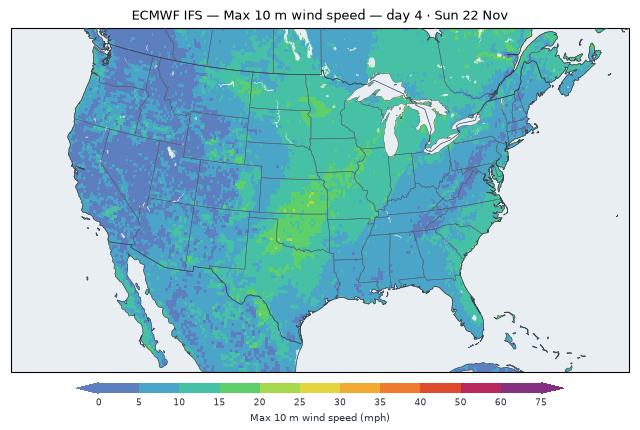 ECMWF IFS — Max 10 m wind speed — day 4 · Sun 22 Nov
0 5 10 15 20 25 30 35 40 50 60 75
Max 10 m wind speed (mph)